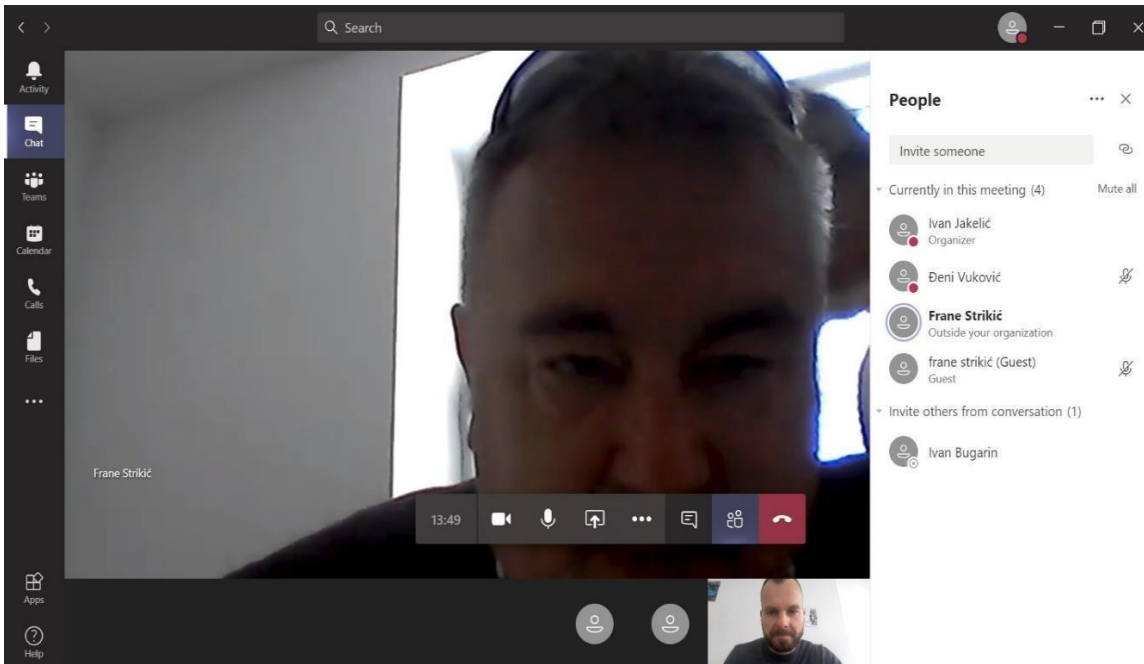 Search
Activity
Chat
Teams
Calendar
Calls
Files
Apps
Help
Frane Strikić
13:49
People
Invite someone
Currently in this meeting (4) Mute all
Ivan Jakelić
Organizer
Đeni Vuković
Frane Strikić
Outside your organization
frane strikić (Guest)
Guest
Invite others from conversation (1)
Ivan Bugarin